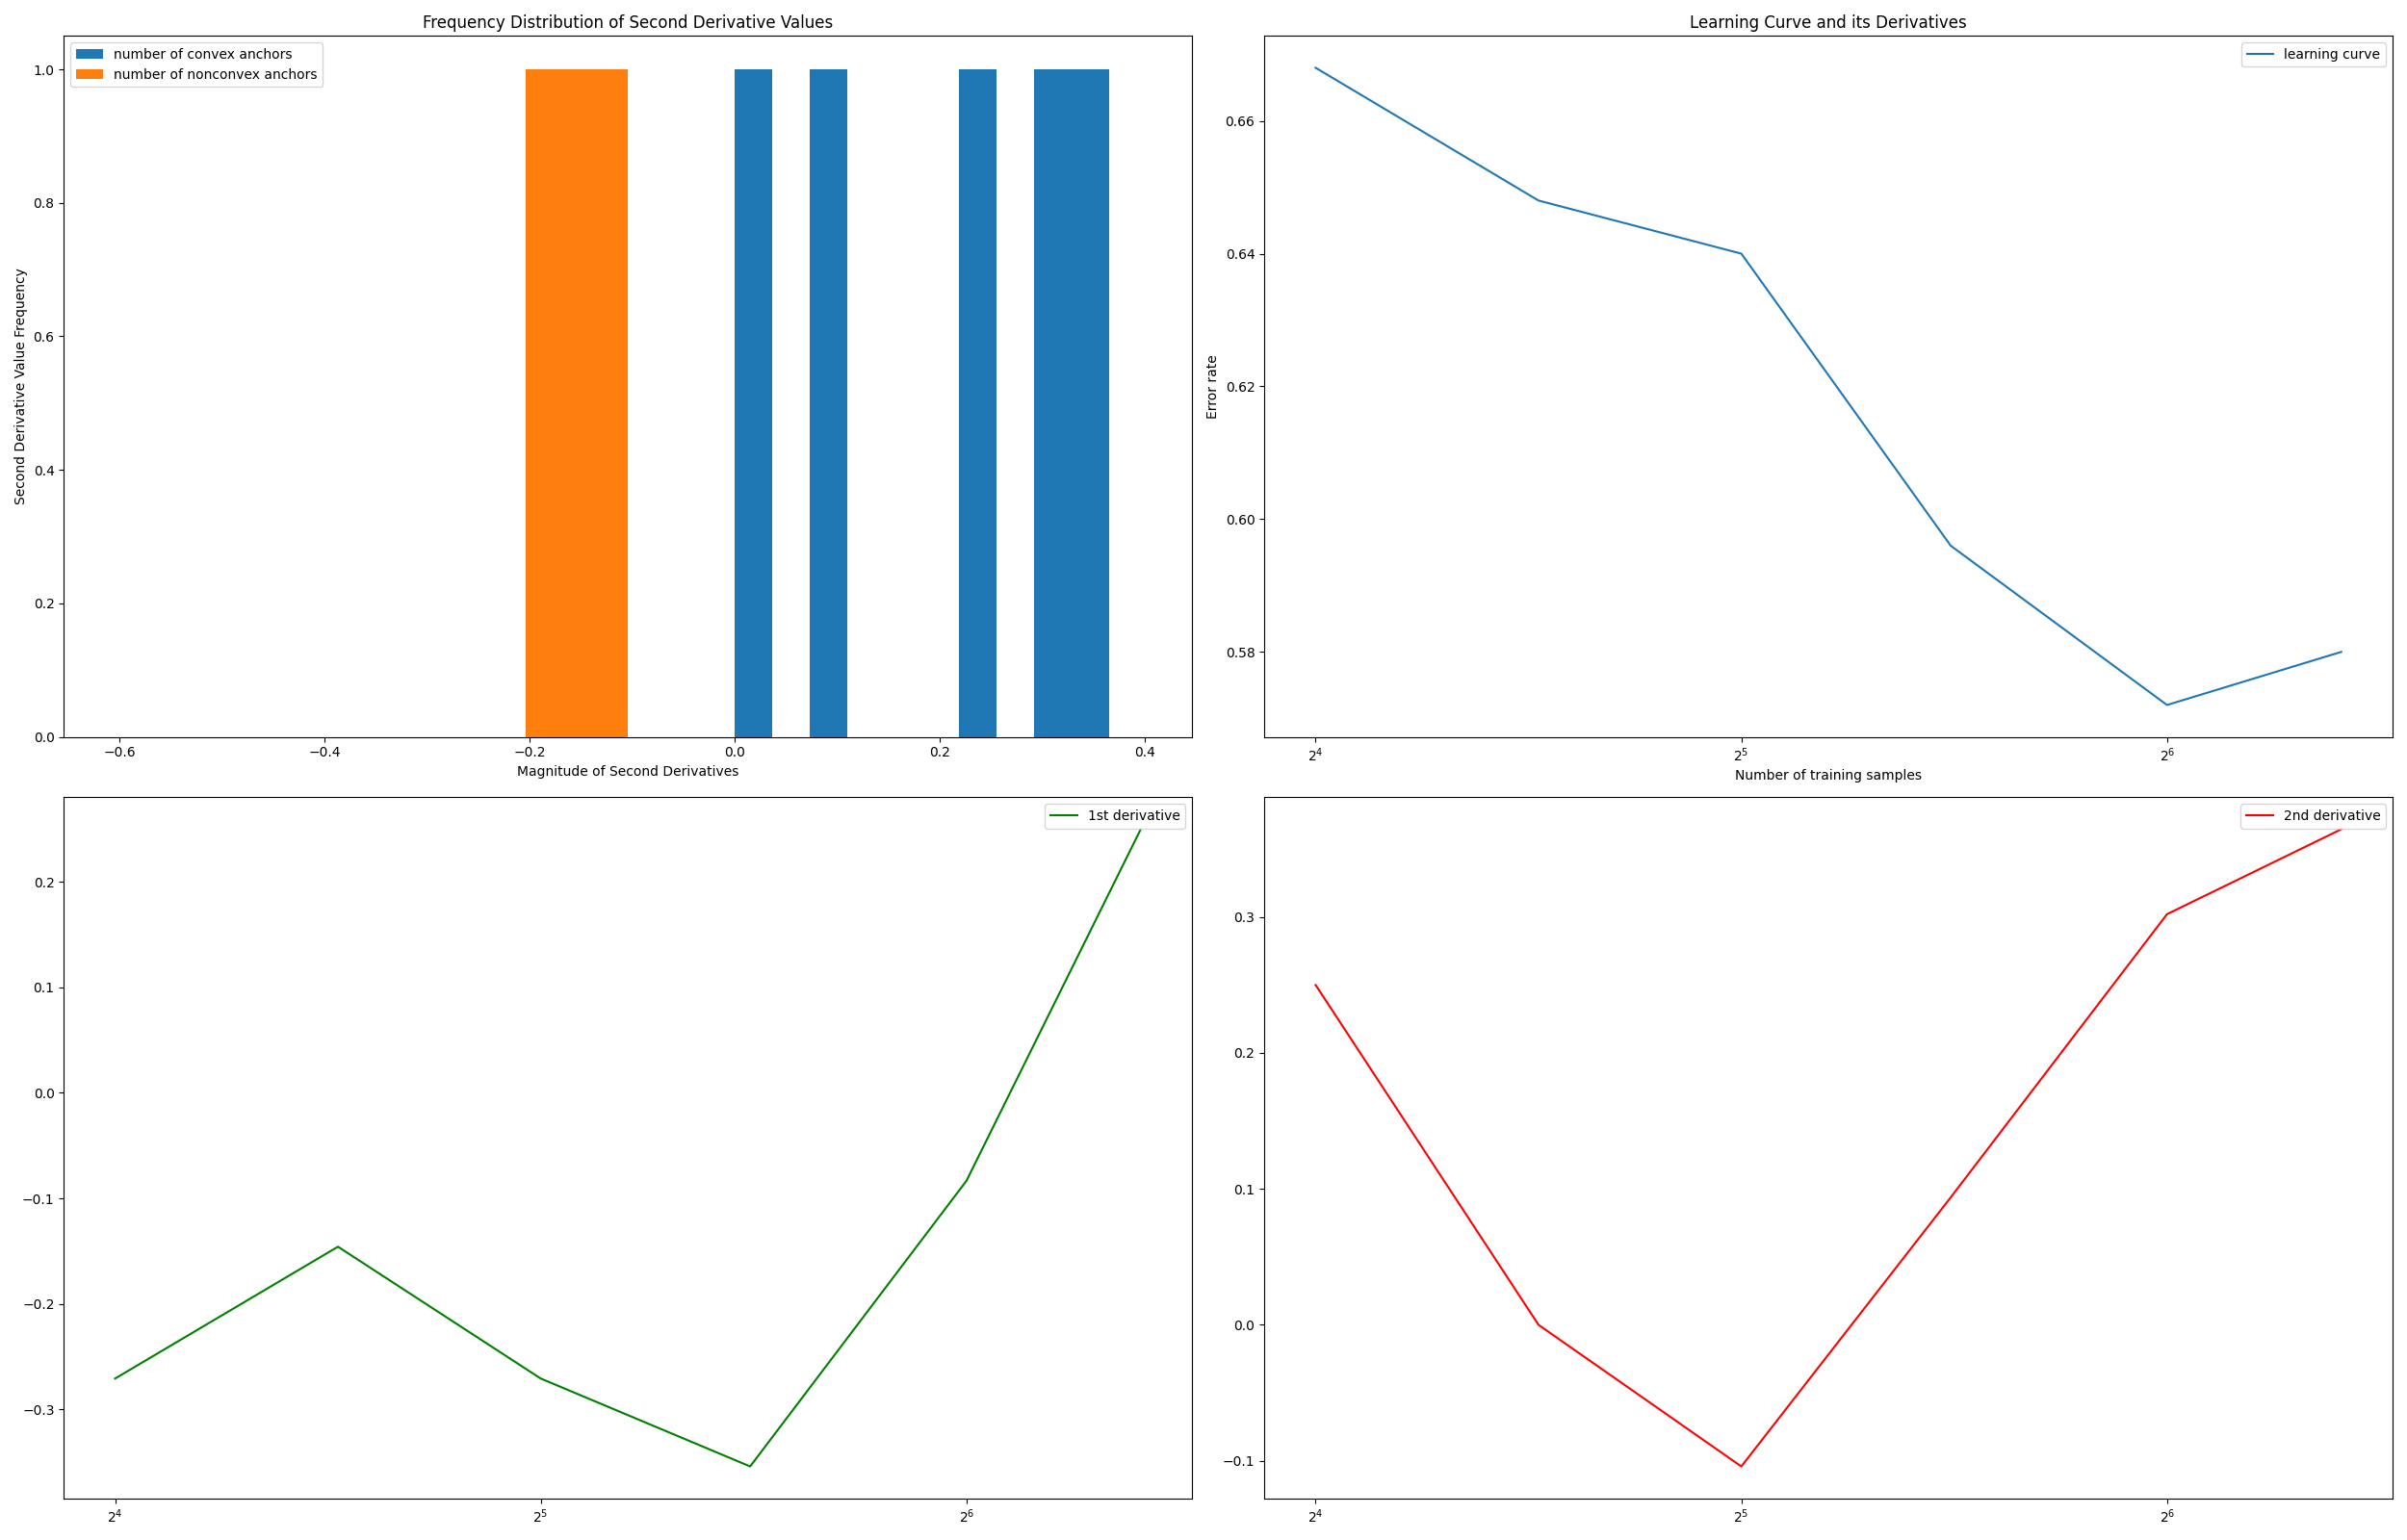 Frequency Distribution of Second Derivative Values
number of convex anchors
number of nonconvex anchors
1.0
0.8
0.6
0.4
0.2
0.0
Second Derivative Value Frequency
−0.6 −0.4 −0.2 0.0 0.2 0.4
Magnitude of Second Derivatives
Learning Curve and its Derivatives
learning curve
0.66
0.64
0.62
0.60
0.58
Error rate
2⁴ 2⁵ 2⁶
Number of training samples
1st derivative
0.2
0.1
0.0
−0.1
−0.2
−0.3
2⁴ 2⁵ 2⁶
2nd derivative
0.3
0.2
0.1
0.0
−0.1
2⁴ 2⁵ 2⁶